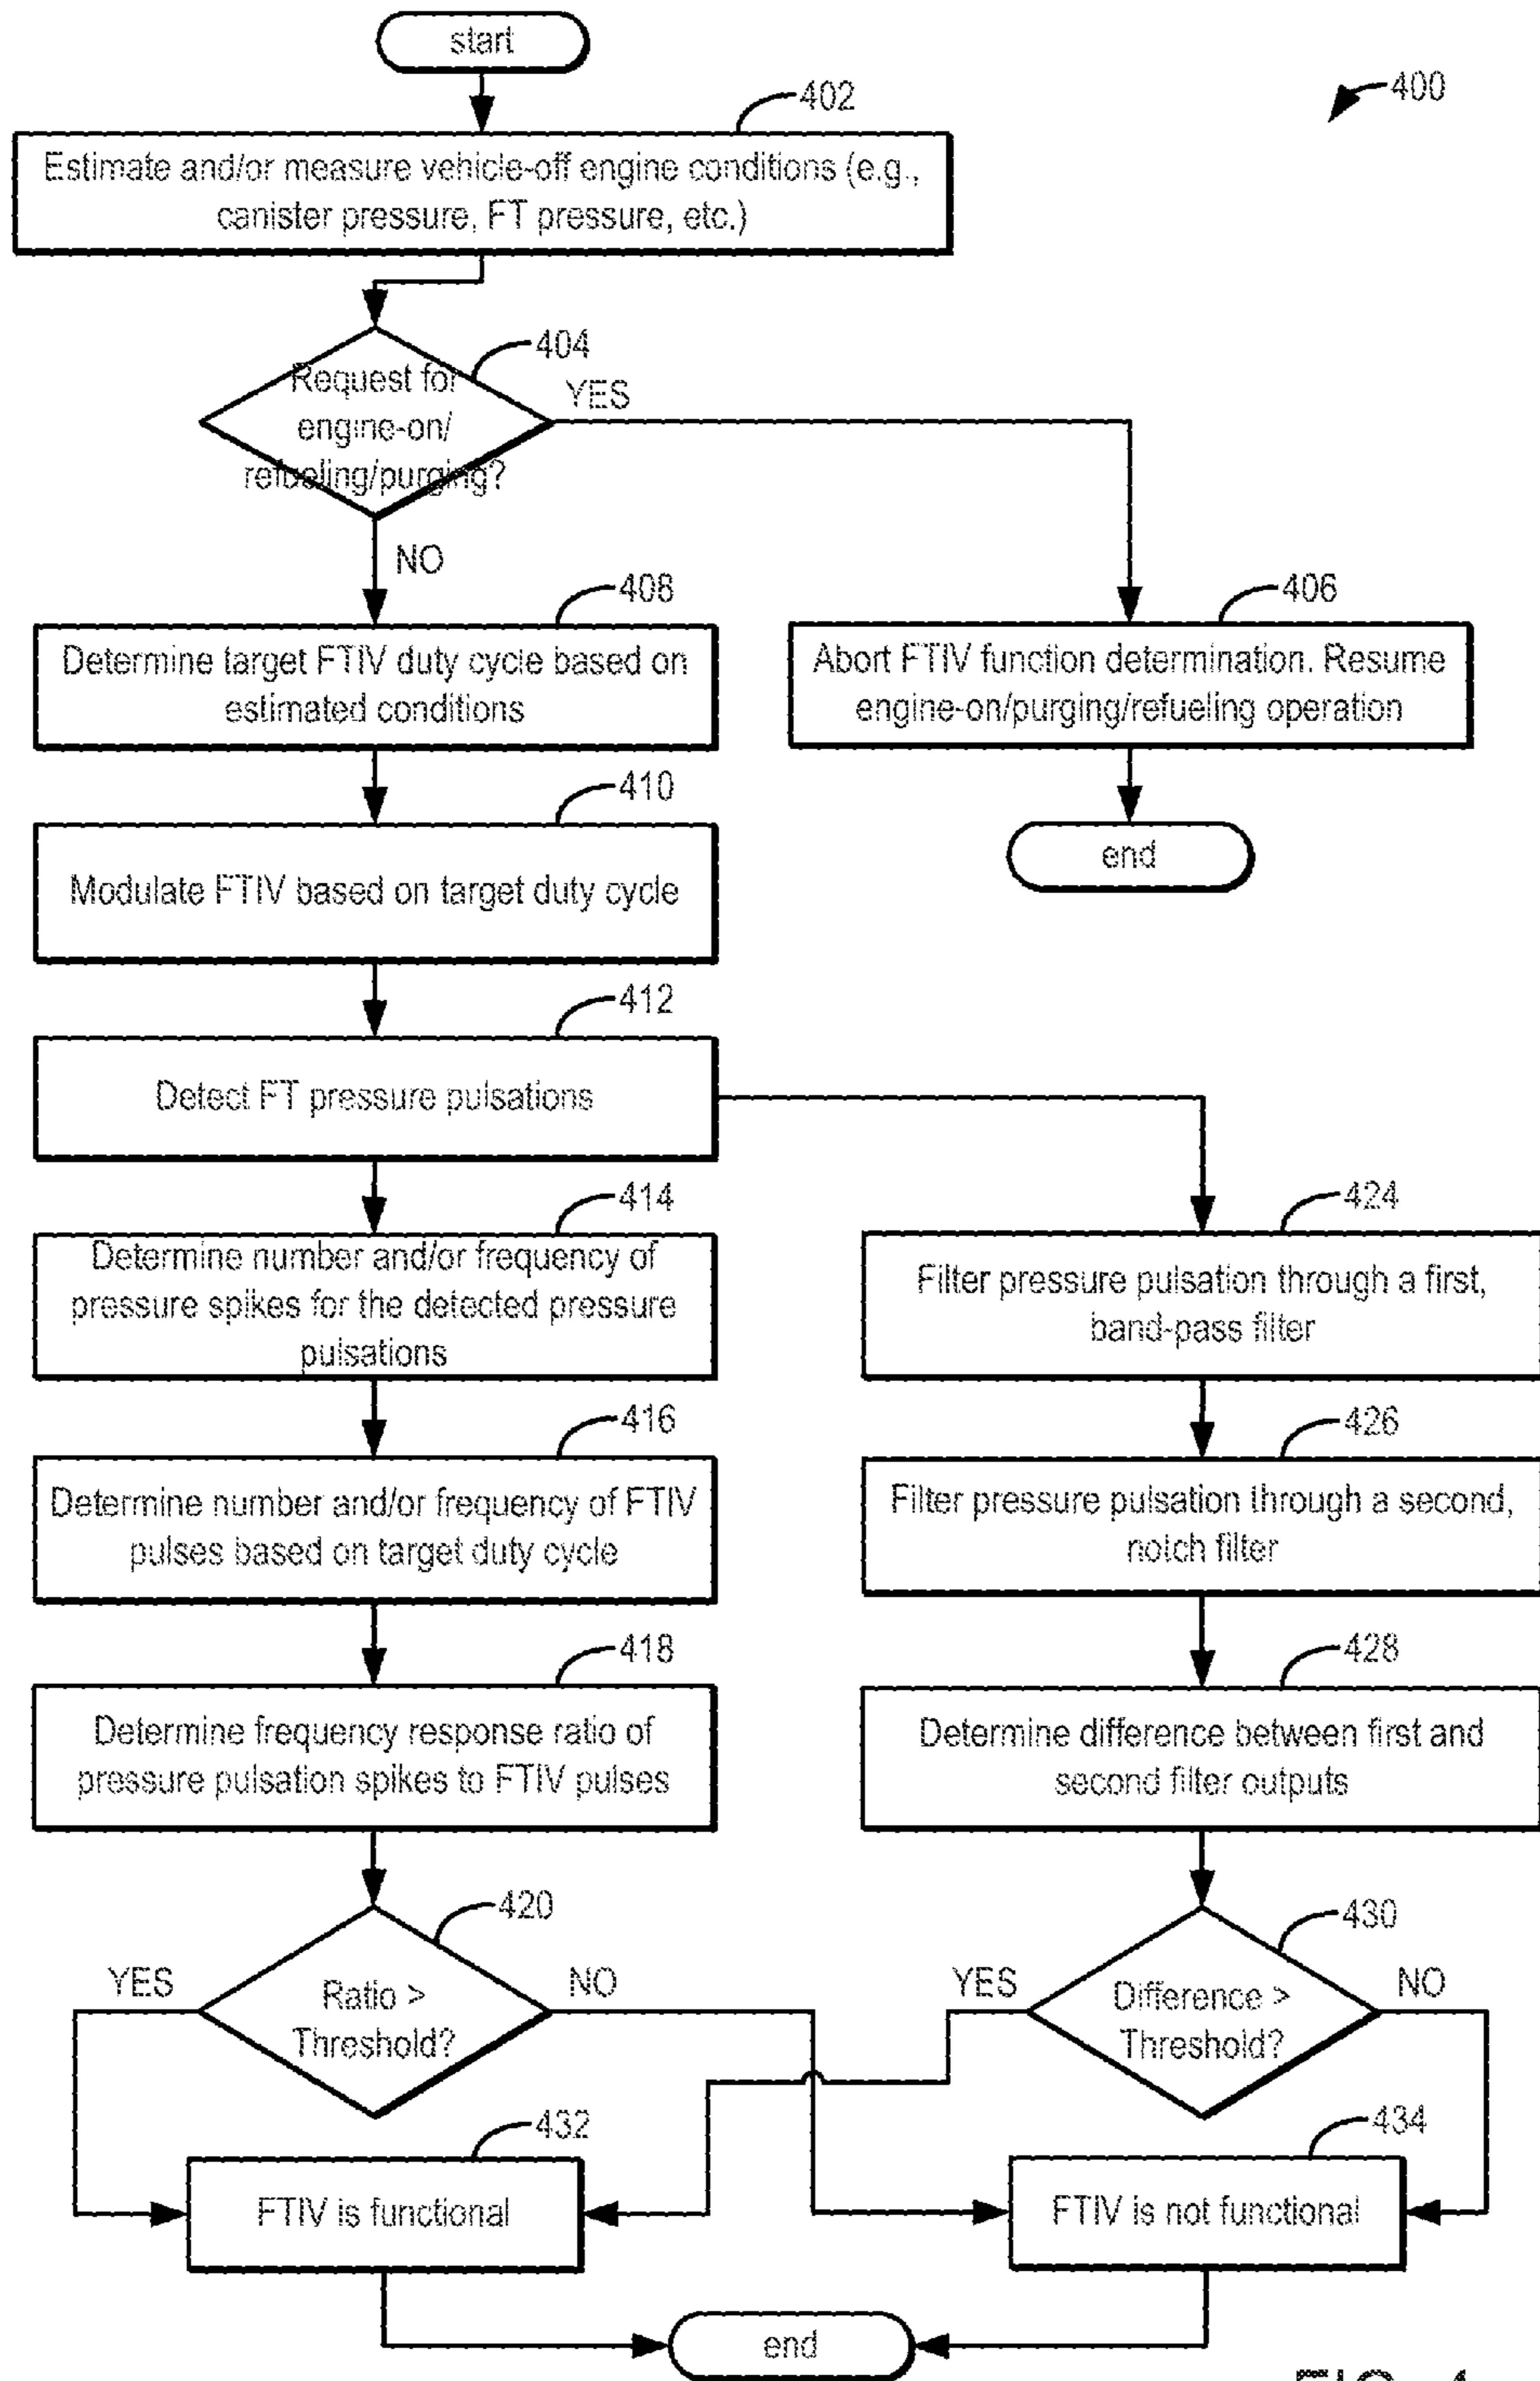 start
400
402
Estimate and/or measure vehicle-off engine conditions (e.g.,
canister pressure, FT pressure, etc.)
404
Request for
engine-on/
refueling/purging?
YES
NO
408
Determine target FTIV duty cycle based on
estimated conditions
406
Abort FTIV function determination. Resume
engine-on/purging/refueling operation
410
Modulate FTIV based on target duty cycle
end
412
Detect FT pressure pulsations
414
Determine number and/or frequency of
pressure spikes for the detected pressure
pulsations
424
Filter pressure pulsation through a first,
band-pass filter
416
Determine number and/or frequency of FTIV
pulses based on target duty cycle
426
Filter pressure pulsation through a second,
notch filter
418
Determine frequency response ratio of
pressure pulsation spikes to FTIV pulses
428
Determine difference between first and
second filter outputs
420
YES
Ratio >
Threshold?
NO
430
YES
Difference >
Threshold?
NO
432
FTIV is functional
434
FTIV is not functional
end